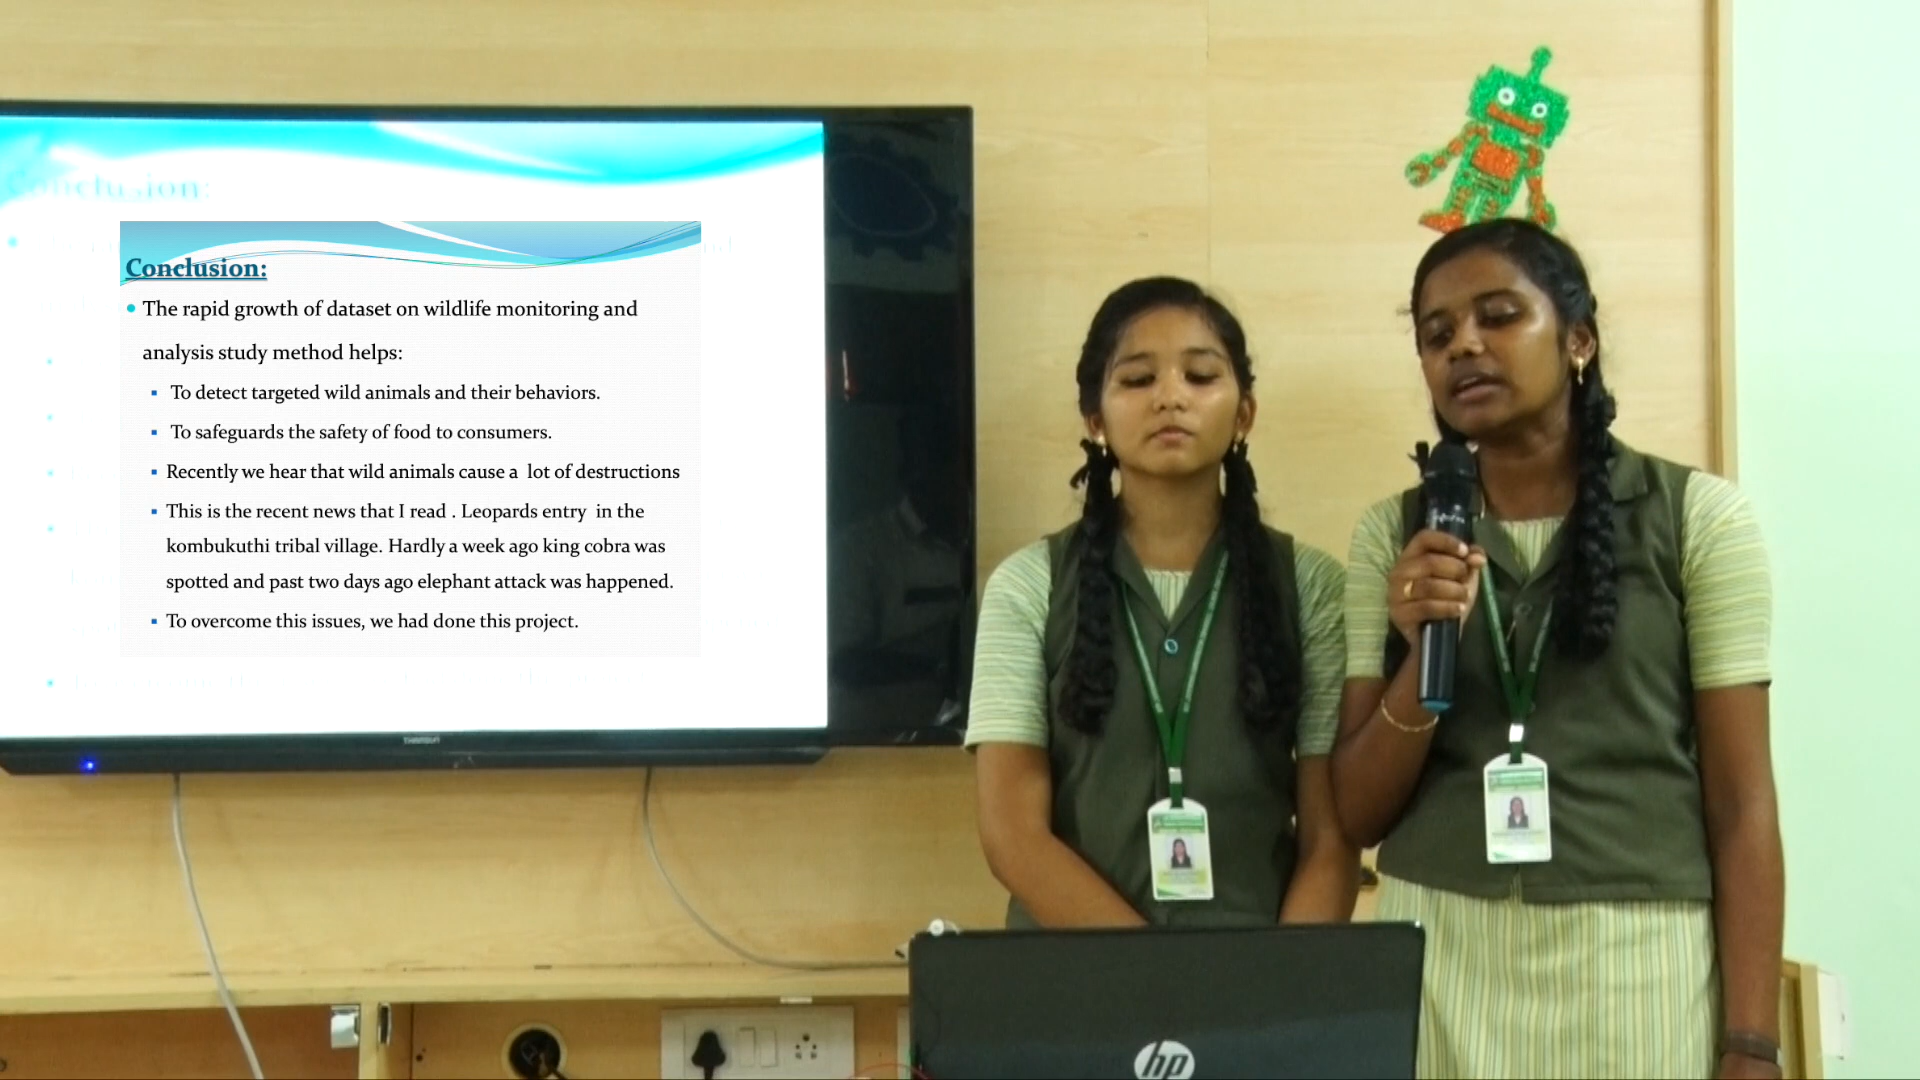 Conclusion:
Conclusion:
• The rapid growth of dataset on wildlife monitoring and
analysis study method helps:
▪ To detect targeted wild animals and their behaviors.
▪ To safeguards the safety of food to consumers.
▪ Recently we hear that wild animals cause a lot of destructions
▪ This is the recent news that I read . Leopards entry in the
kombukuthi tribal village. Hardly a week ago king cobra was
spotted and past two days ago elephant attack was happened.
▪ To overcome this issues, we had done this project.
hp